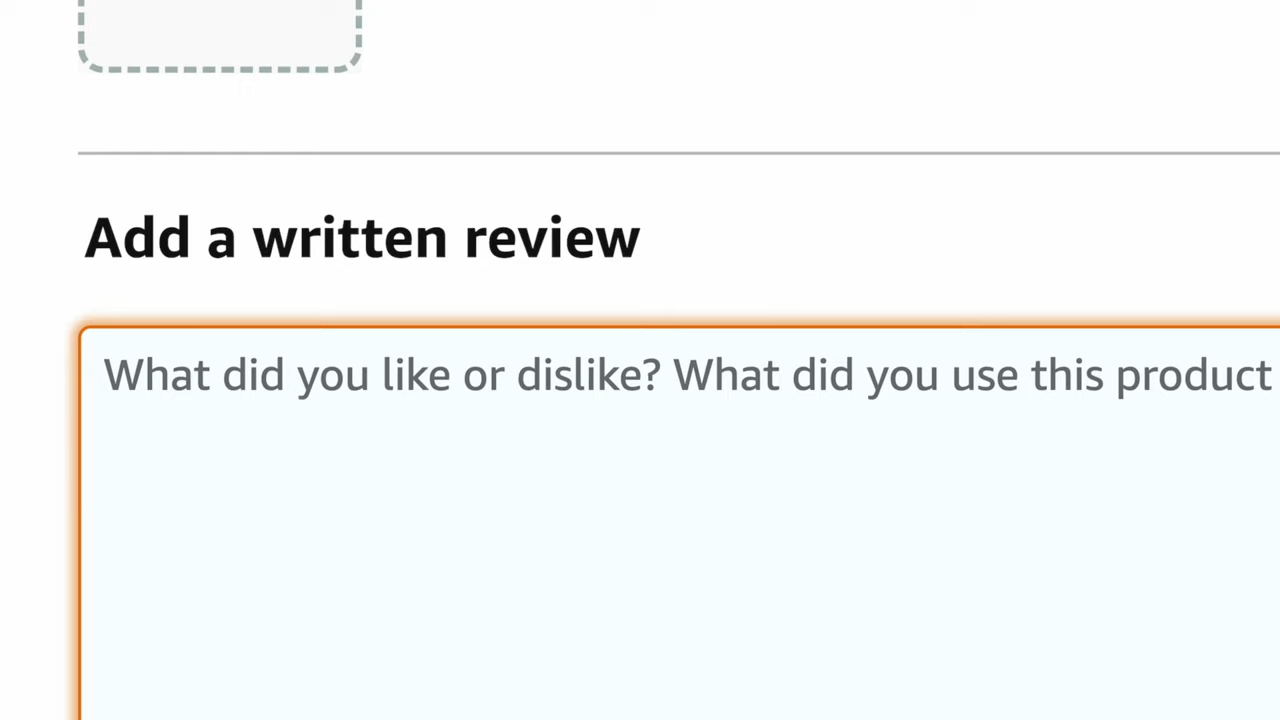 Add a written review
What did you like or dislike? What did you use this product